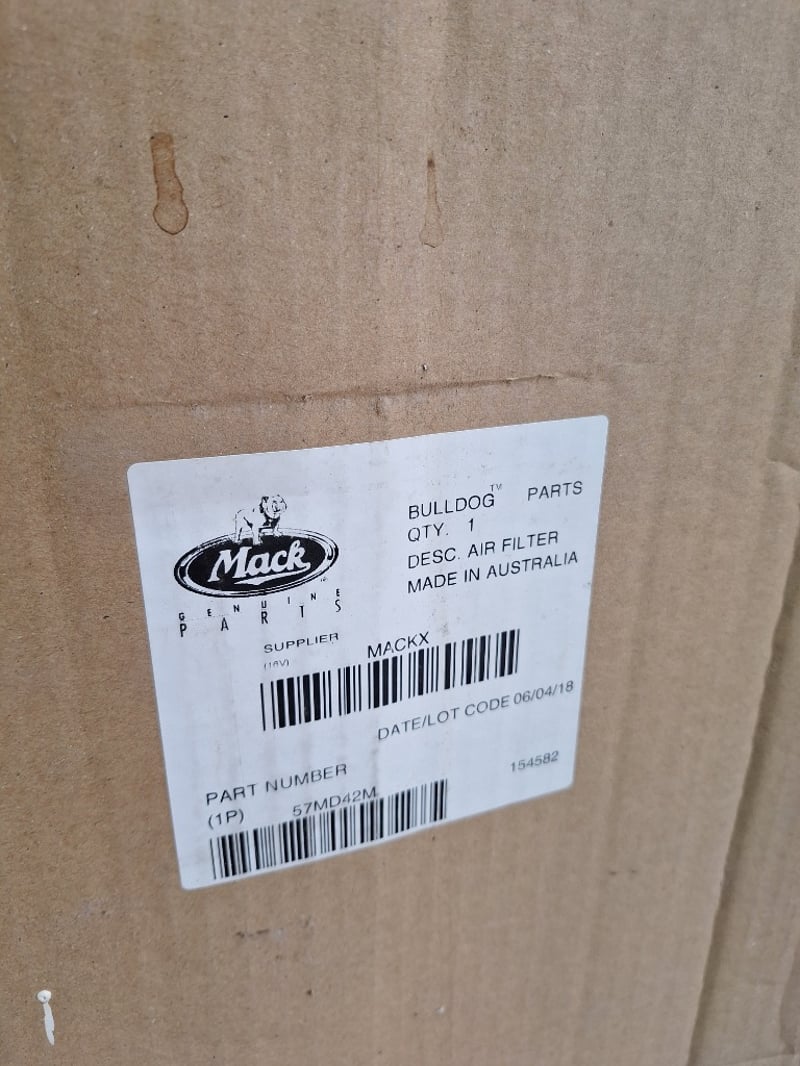 BULLDOG™ PARTS
QTY. 1
DESC. AIR FILTER
MADE IN AUSTRALIA
Mack
GENUINE
PARTS
SUPPLIER
MACKX
(16V)
DATE/LOT CODE 06/04/18
154582
PART NUMBER
(1P) 57MD42M